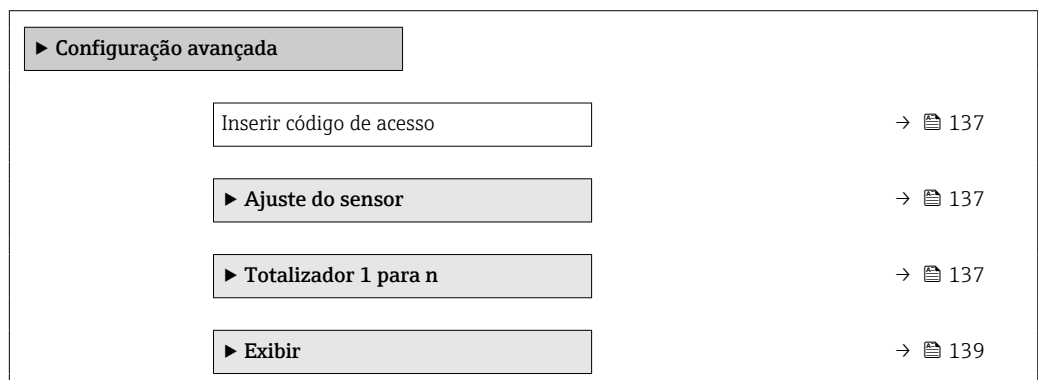 ► Configuração avançada
Inserir código de acesso → 137
► Ajuste do sensor → 137
► Totalizador 1 para n → 137
► Exibir → 139